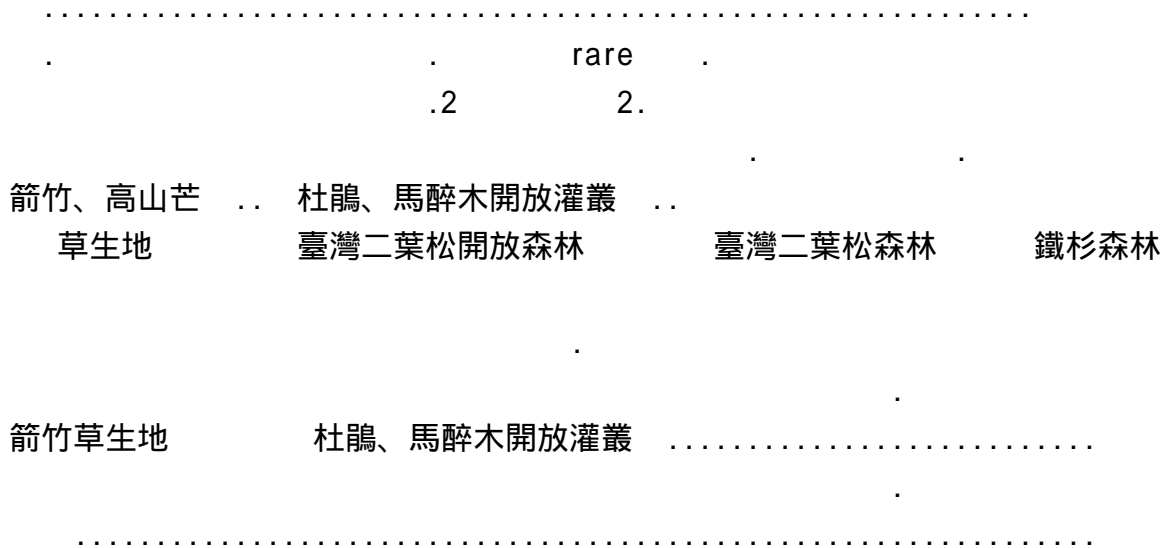 ..............................................................
. . rare .
.2 2.
. .
箭竹、高山芒 .. 杜鵑、馬醉木開放灌叢 ..
草生地 臺灣二葉松開放森林 臺灣二葉松森林 鐵杉森林
.
.
箭竹草生地 杜鵑、馬醉木開放灌叢 ...........................
.
................................................................